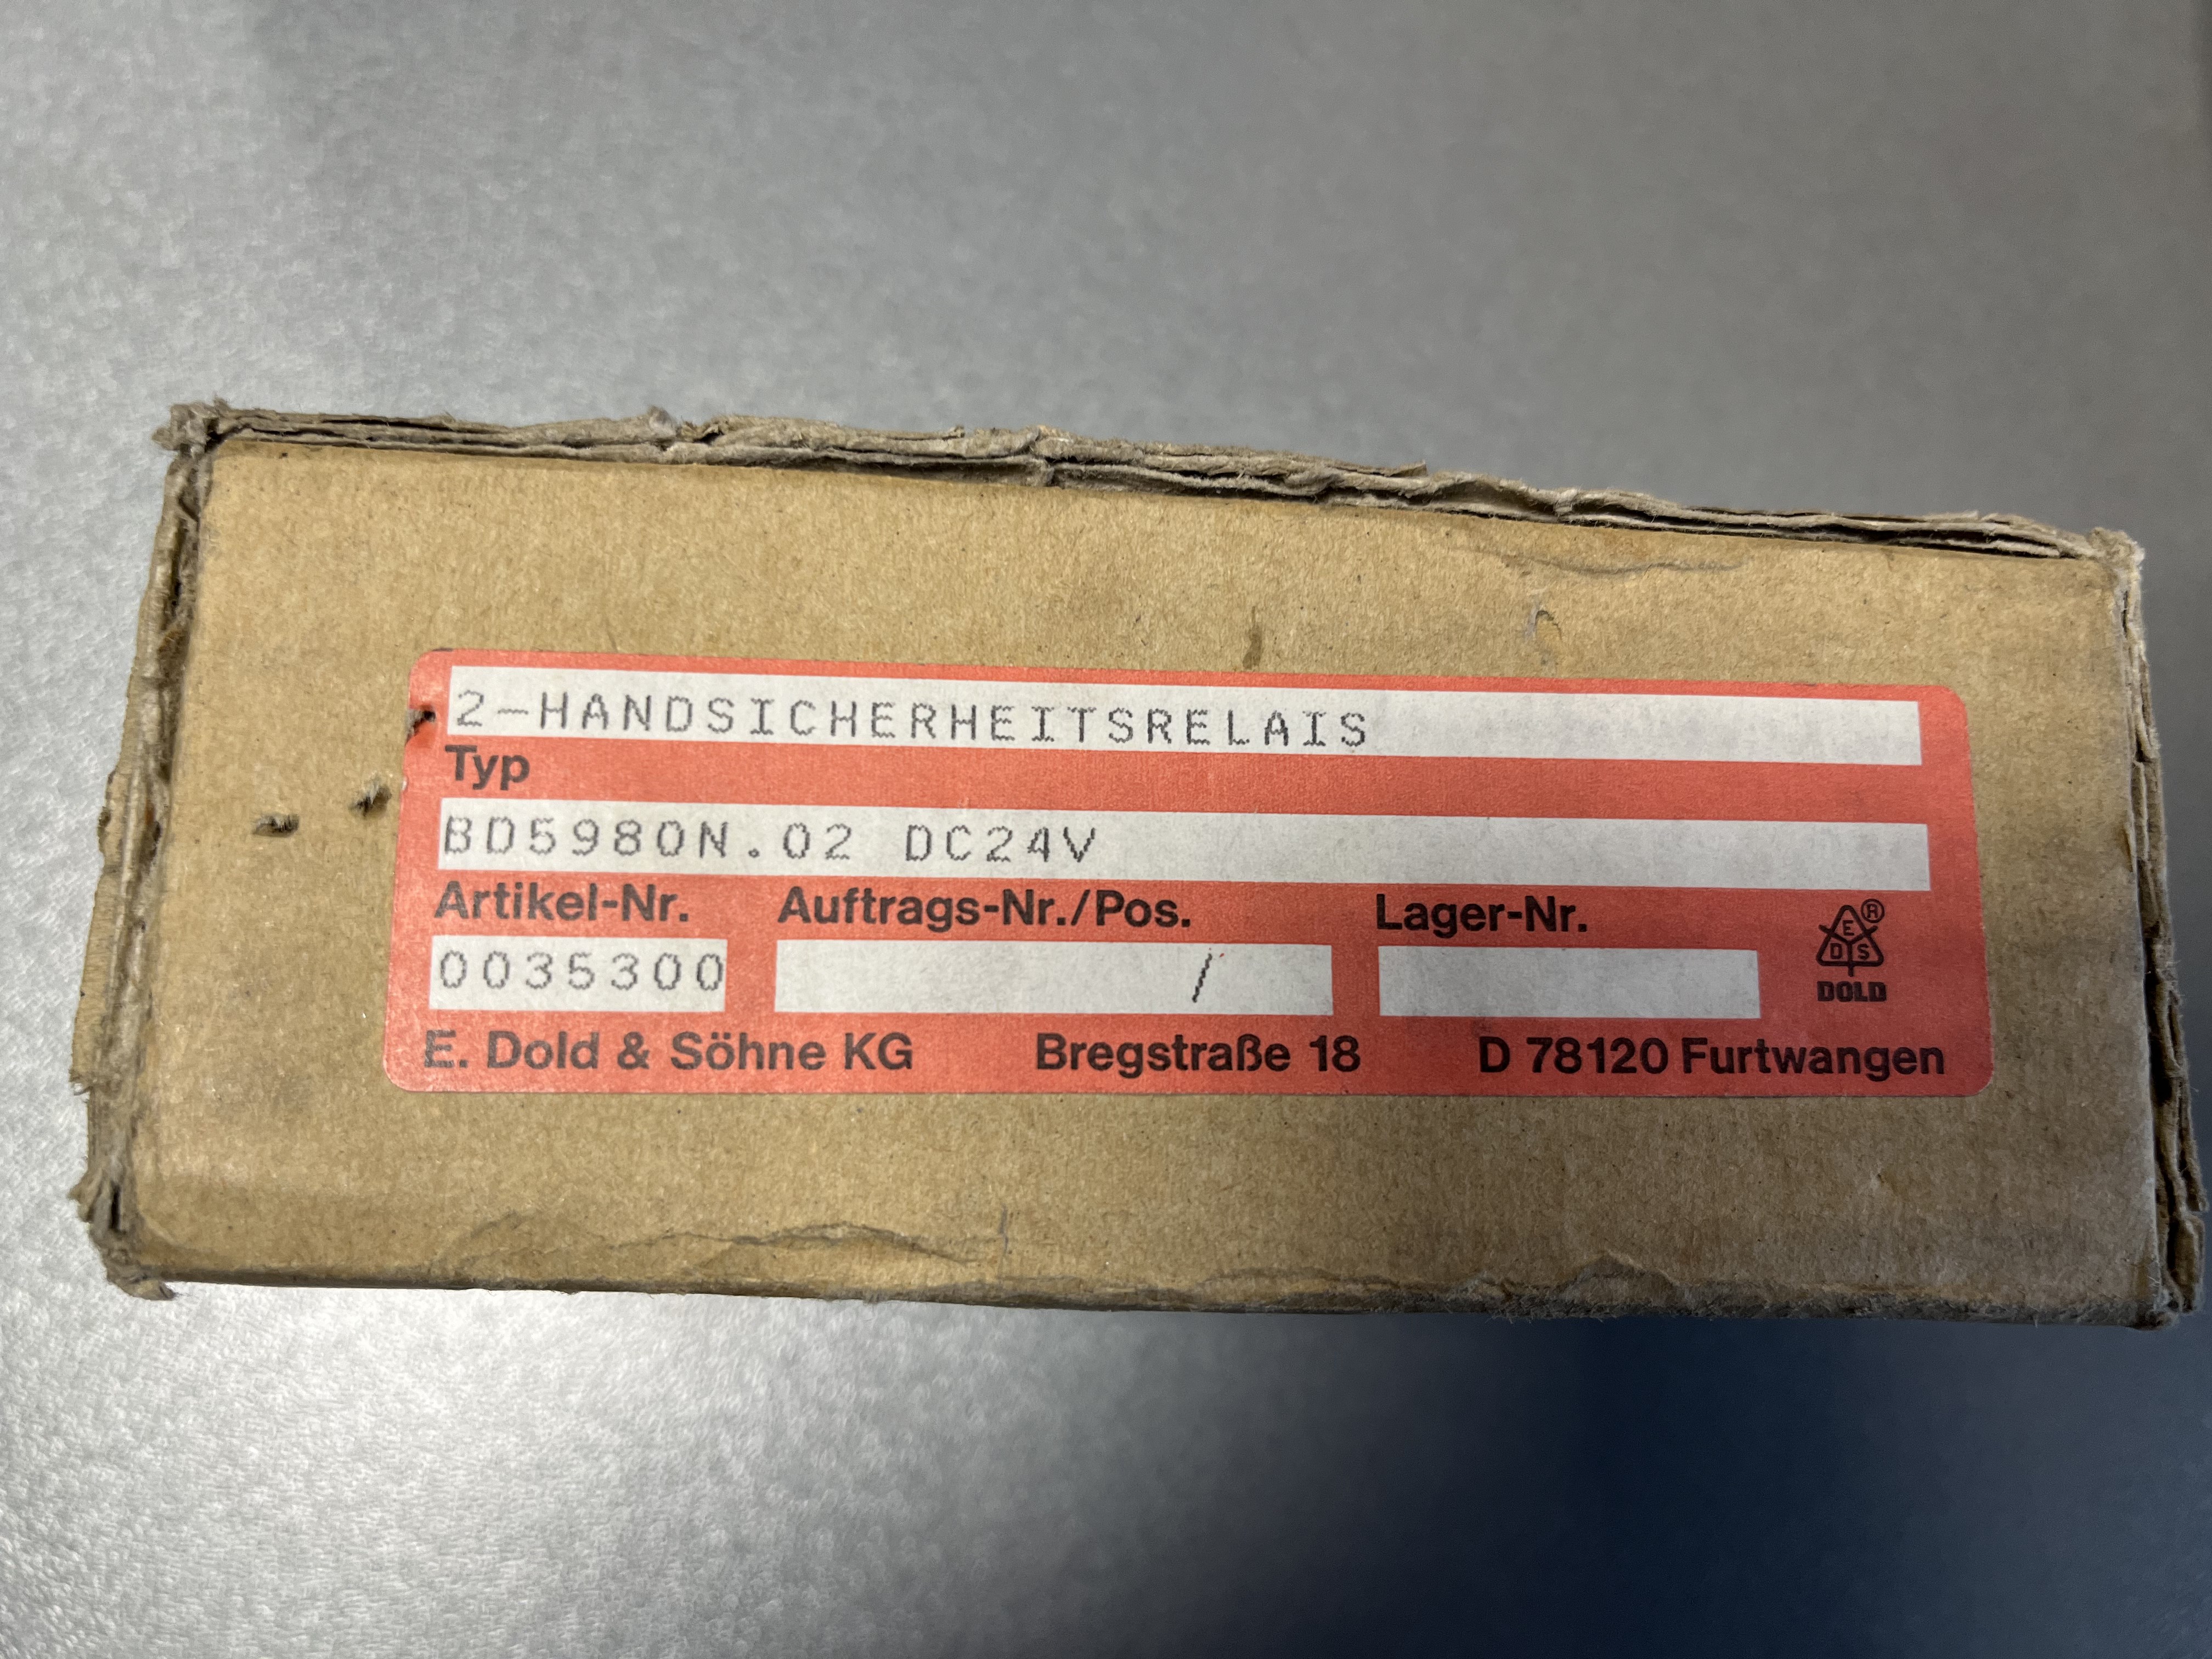 2-HANDSICHERHEITSRELAIS
Typ
BD5980N.02 DC24V
Artikel-Nr. Auftrags-Nr./Pos. Lager-Nr.
0035300 /
E D S ®
DOLD
E. Dold & Söhne KG Bregstraße 18 D 78120 Furtwangen